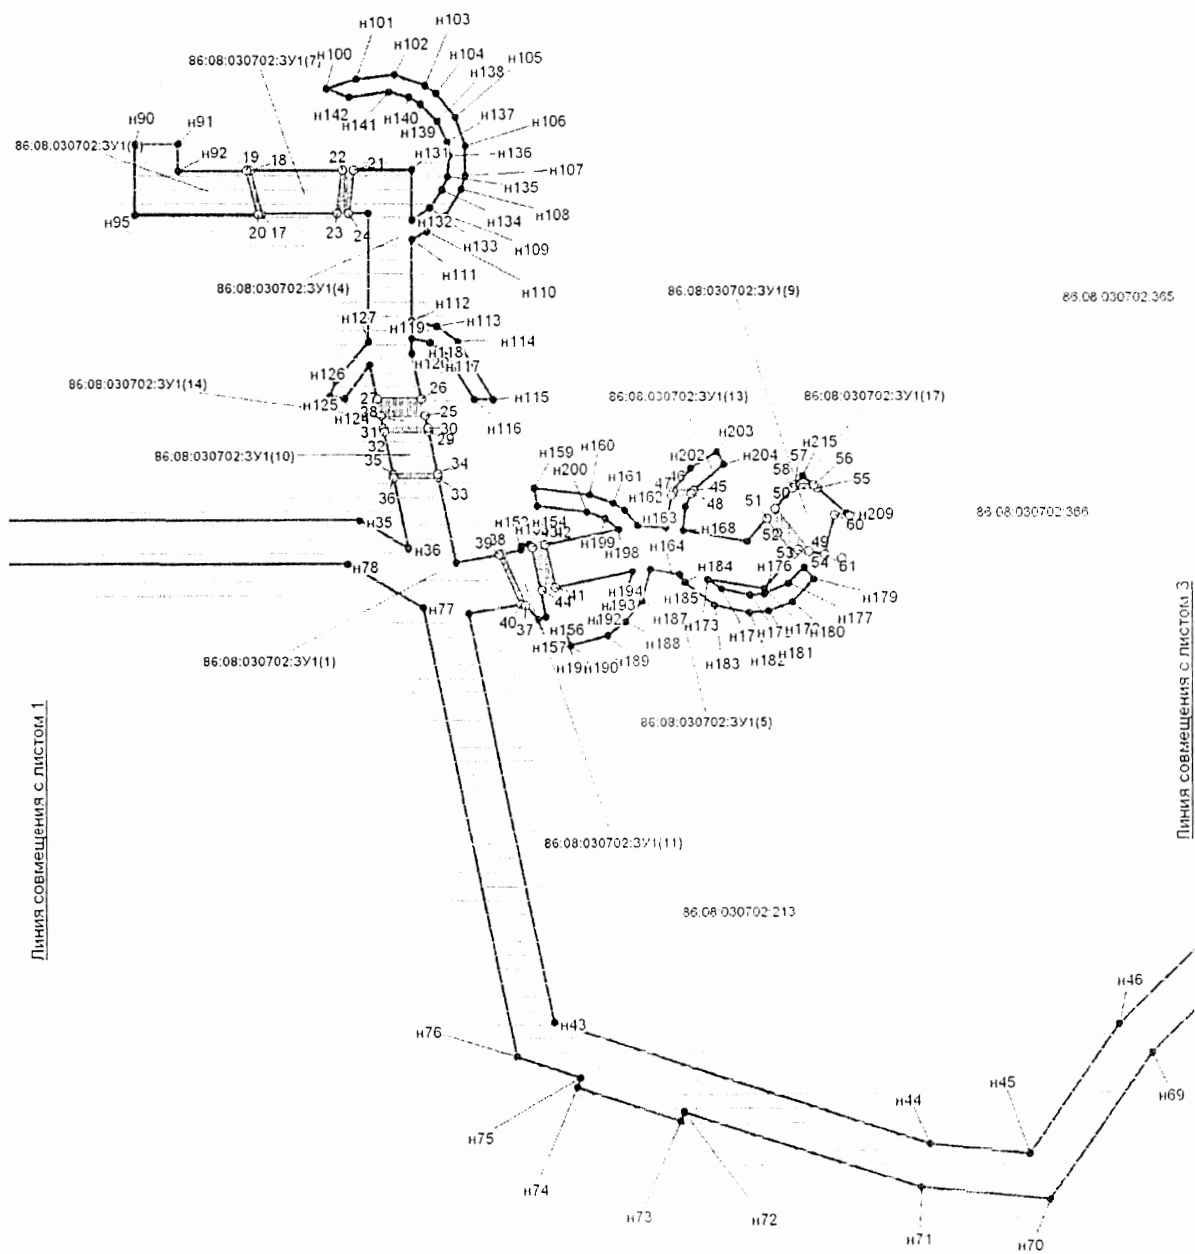 н101
н102
н103
н100
86:08:030702:ЗУ1(7)
н104
н138
н105
н142
н141
н140
н139
н137
н106
н90
н91
н92
19
18
22
21
н131
н136
н107
н135
н108
н134
н95
20
17
23
24
н132
н109
н133
н111
н110
86:08:030702:ЗУ1(4)
86:08:030702:ЗУ1(9)
86:08:030702:365
н112
н127
н119
н113
н118
н114
н117
н126
26
86:08:030702:ЗУ1(14)
н125
27
25
н115
н116
86:08:030702:ЗУ1(13)
86:08:030702:ЗУ1(17)
31
30
29
32
86:08:030702:ЗУ1(10)
35
34
36
33
н159
н160
н200
н161
н162
н163
н202
н203
н204
46
47
45
48
57
н215
58
56
55
50
51
52
н209
60
86:08:030702:366
н35
н36
н78
н77
39
38
н154
н199
н198
н164
н168
53
49
54
61
н184
н176
н185
н179
40
37
44
41
н156
н157
н194
н193
н192
н187
н188
н189
н190
н173
н177
н180
н181
н182
н183
86:08:030702:ЗУ1(1)
86:08:030702:ЗУ1(5)
86:08:030702:ЗУ1(11)
86:08:030702:213
Линия совмещения с листом 1
Линия совмещения с листом 3
н76
н43
н46
н69
н44
н45
н75
н74
н73
н72
н71
н70